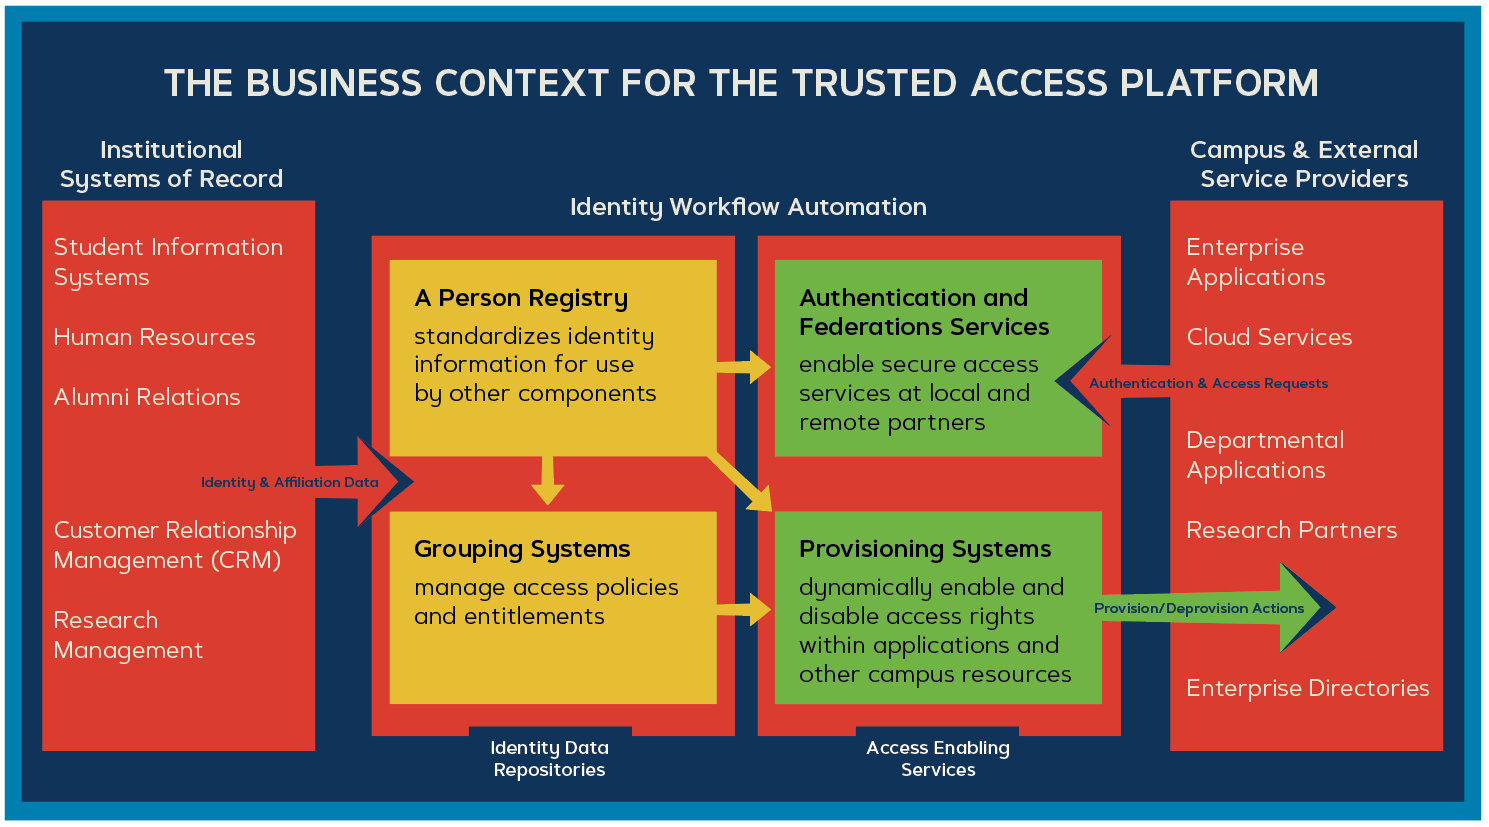 THE BUSINESS CONTEXT FOR THE TRUSTED ACCESS PLATFORM
Institutional
Systems of Record
Student Information
Systems
Human Resources
Alumni Relations
Identity & Affiliation Data
Customer Relationship
Management (CRM)
Research
Management
Identity Workflow Automation
A Person Registry
standardizes identity
information for use
by other components
Grouping Systems
manage access policies
and entitlements
Identity Data
Repositories
Authentication and
Federations Services
enable secure access
services at local and
remote partners
Provisioning Systems
dynamically enable and
disable access rights
within applications and
other campus resources
Access Enabling
Services
Campus & External
Service Providers
Enterprise
Applications
Cloud Services
Authentication & Access Requests
Departmental
Applications
Research Partners
Provision/Deprovision Actions
Enterprise Directories